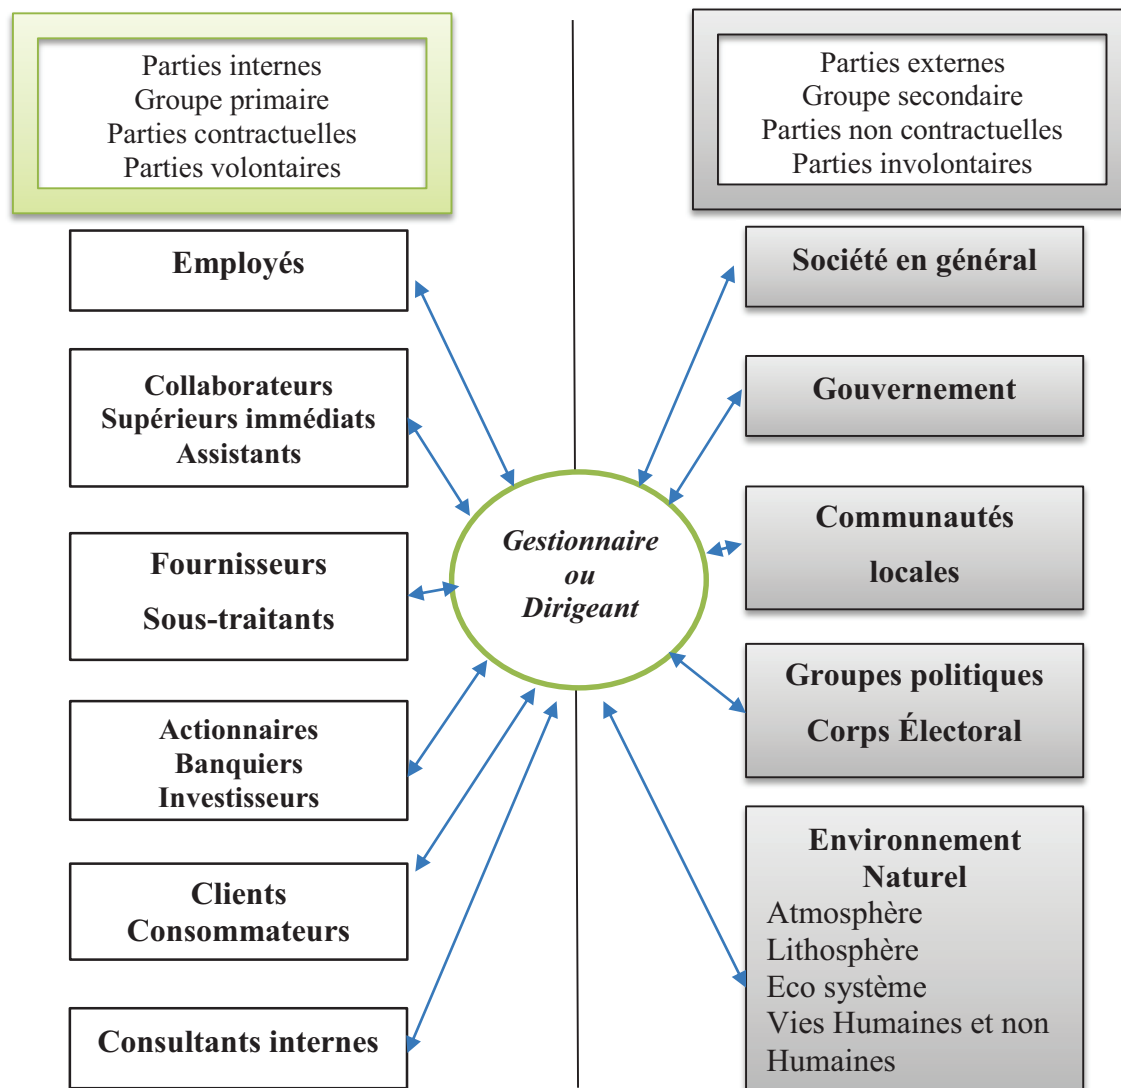 Parties internes
Groupe primaire
Parties contractuelles
Parties volontaires
Parties externes
Groupe secondaire
Parties non contractuelles
Parties involontaires
Employés
Collaborateurs
Supérieurs immédiats
Assistants
Fournisseurs
Sous-traitants
Actionnaires
Banquiers
Investisseurs
Clients
Consommateurs
Consultants internes
Gestionnaire
ou
Dirigeant
Société en général
Gouvernement
Communautés
locales
Groupes politiques
Corps Électoral
Environnement
Naturel
Atmosphère
Lithosphère
Eco système
Vies Humaines et non
Humaines